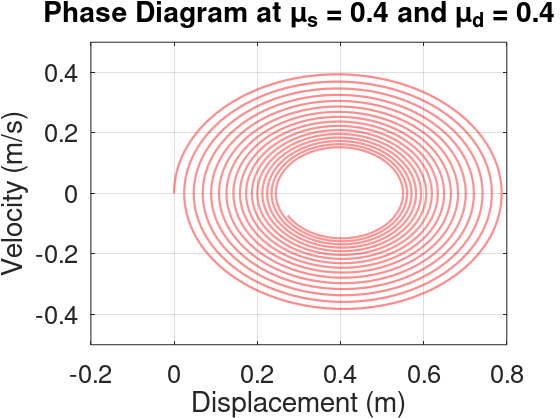 Phase Diagram at μs = 0.4 and μd = 0.4
Velocity (m/s)
0.4
0.2
0
-0.2
-0.4
-0.2 0 0.2 0.4 0.6 0.8
Displacement (m)